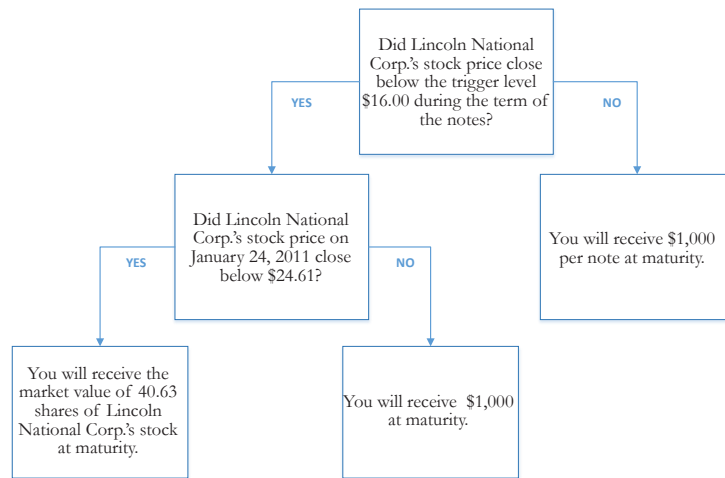 Did Lincoln National
Corp.'s stock price close
below the trigger level
$16.00 during the term of
the notes?
YES
NO
Did Lincoln National
Corp.'s stock price on
January 24, 2011 close
below $24.61?
You will receive $1,000
per note at maturity.
YES
NO
You will receive the
market value of 40.63
shares of Lincoln
National Corp.'s stock
at maturity.
You will receive $1,000
at maturity.